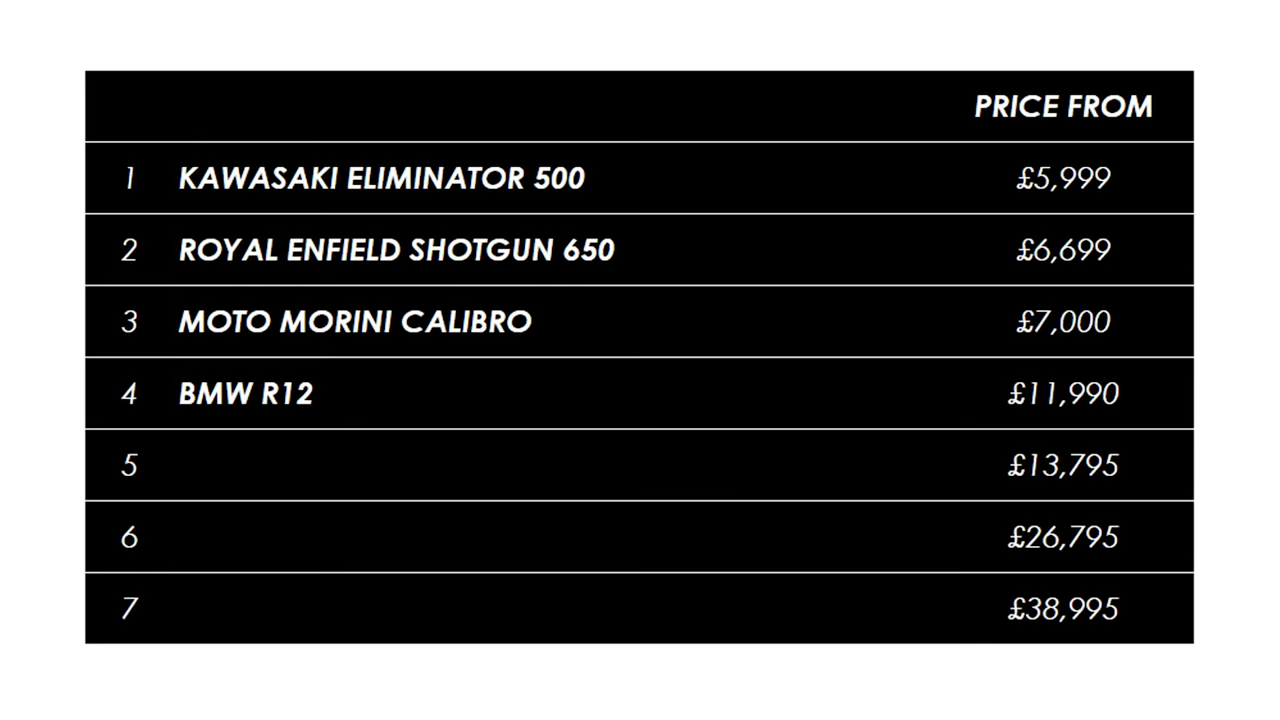 PRICE FROM
1 KAWASAKI ELIMINATOR 500 £5,999
2 ROYAL ENFIELD SHOTGUN 650 £6,699
3 MOTO MORINI CALIBRO £7,000
4 BMW R12 £11,990
5 £13,795
6 £26,795
7 £38,995